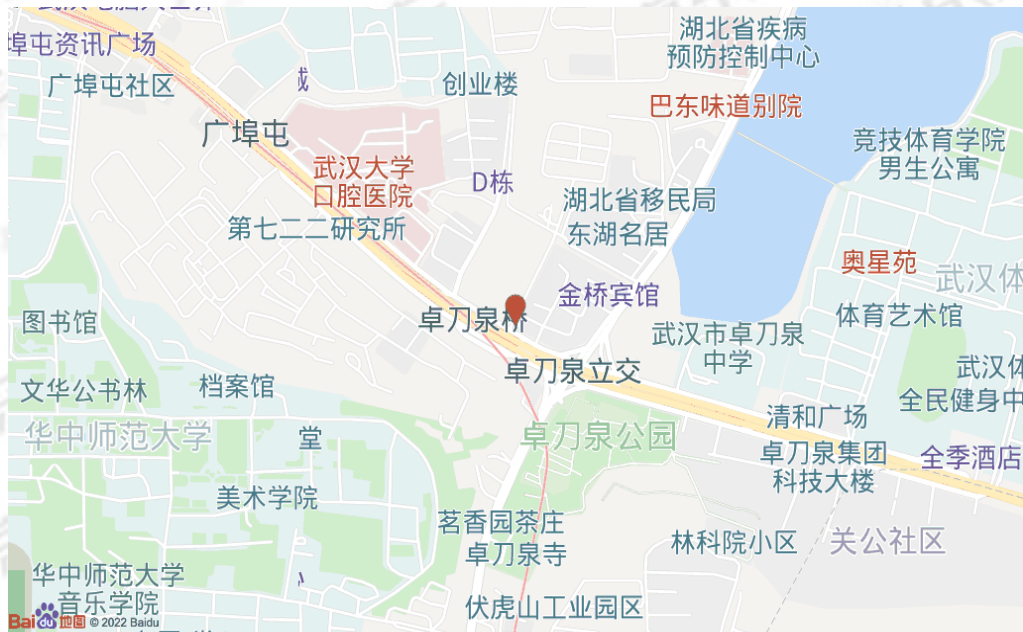 湖北省疾病
预防控制中心
埠屯资讯广场
广埠屯社区
创业楼
巴东味道别院
广埠屯
竞技体育学院
男生公寓
武汉大学
口腔医院
D栋
湖北省移民局
第七二二研究所
东湖名居
奥星苑
武汉体
金桥宾馆
图书馆
卓刀泉桥
体育艺术馆
武汉市卓刀泉
中学
卓刀泉立交
武汉体
文华公书林
档案馆
全民健身中
清和广场
华中师范大学
堂
卓刀泉公园
卓刀泉集团
科技大楼
全季酒店
美术学院
茗香园茶庄
卓刀泉寺
林科院小区
关公社区
华中师范大学
音乐学院
伏虎山工业园区
Bai du 地图 © 2022 Baidu